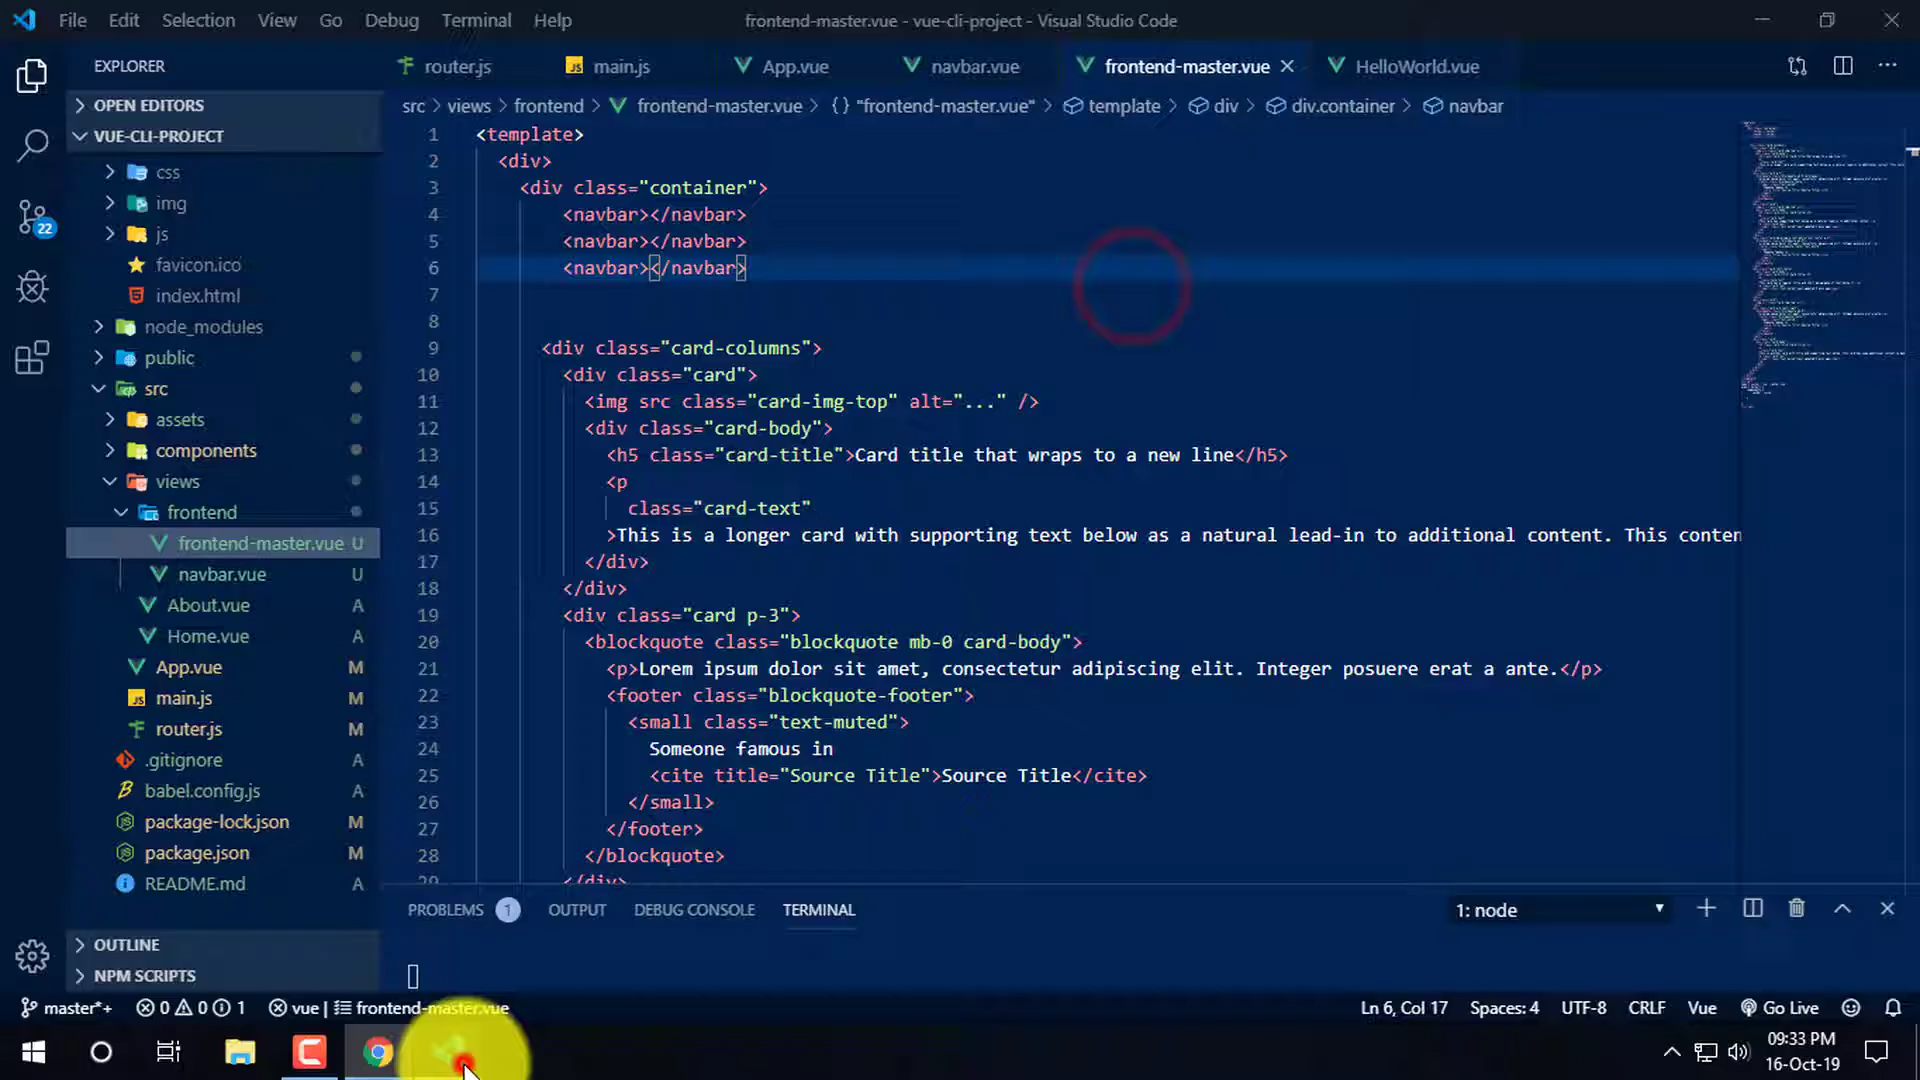 File Edit Selection View Go Debug Terminal Help
frontend-master.vue - vue-cli-project - Visual Studio Code
EXPLORER
router.js
main.js
App.vue
navbar.vue
frontend-master.vue
HelloWorld.vue
OPEN EDITORS
VUE-CLI-PROJECT
css
img
js
favicon.ico
index.html
node_modules
public
src
assets
components
views
frontend
frontend-master.vue U
navbar.vue U
About.vue A
Home.vue A
App.vue M
main.js M
router.js M
.gitignore A
babel.config.js A
package-lock.json M
package.json M
README.md A
OUTLINE
NPM SCRIPTS
22
src > views > frontend > frontend-master.vue > {} "frontend-master.vue" > template > div > div.container > navbar
1 <template>
2 <div>
3 <div class="container">
4 <navbar></navbar>
5 <navbar></navbar>
6 <navbar></navbar>
7
8
9 <div class="card-columns">
10 <div class="card">
11 <img src class="card-img-top" alt="..." />
12 <div class="card-body">
13 <h5 class="card-title">Card title that wraps to a new line</h5>
14 <p
15 class="card-text"
16 >This is a longer card with supporting text below as a natural lead-in to additional content. This conten
17 </div>
18 </div>
19 <div class="card p-3">
20 <blockquote class="blockquote mb-0 card-body">
21 <p>Lorem ipsum dolor sit amet, consectetur adipiscing elit. Integer posuere erat a ante.</p>
22 <footer class="blockquote-footer">
23 <small class="text-muted">
24 Someone famous in
25 <cite title="Source Title">Source Title</cite>
26 </small>
27 </footer>
28 </blockquote>
29 </div>
PROBLEMS 1 OUTPUT DEBUG CONSOLE TERMINAL
1: node
master*+ 0 0 1 vue | frontend-master.vue
Ln 6, Col 17 Spaces: 4 UTF-8 CRLF Vue Go Live
09:33 PM
16-Oct-19